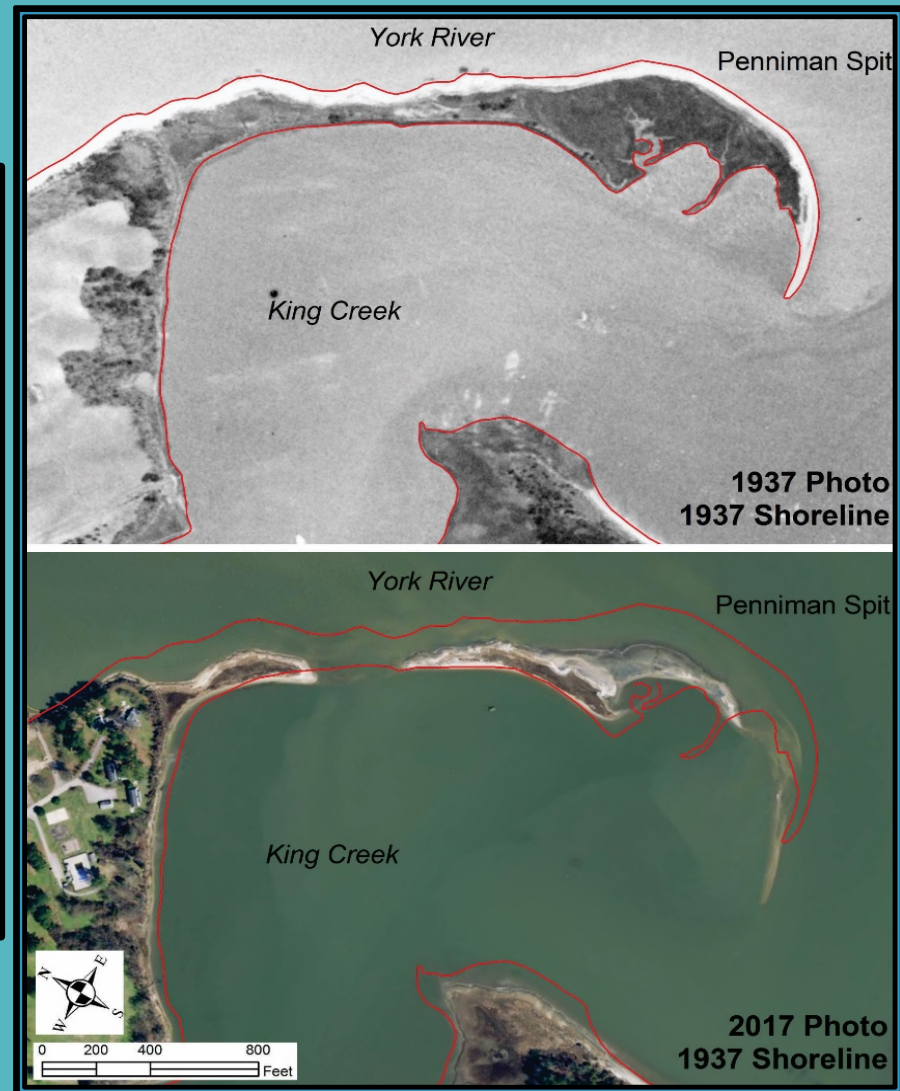 York River
Penniman Spit
King Creek
1937 Photo
1937 Shoreline
York River
Penniman Spit
King Creek
N
E
W
S
2017 Photo
1937 Shoreline
0 200 400 800
Feet